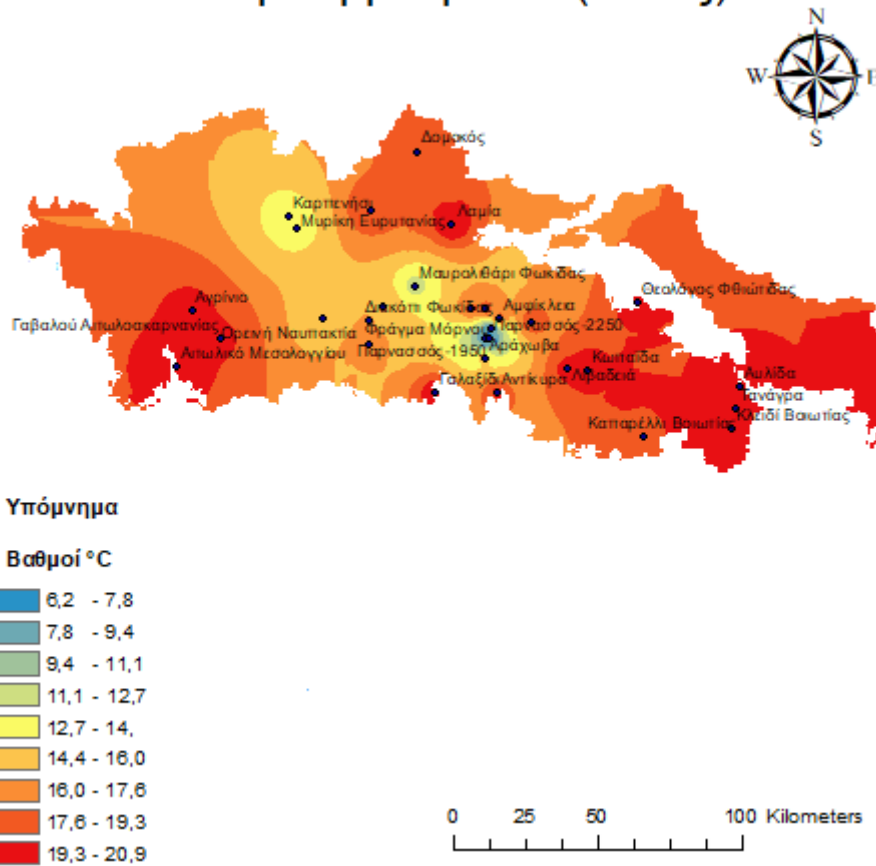 N
W E
S
Δομοκός
Καρπενήσι
Μυρίκη Ευρυτανίας
Λαμία
Μαυρολιθάρι Φωκίδας
Θεολόγος Φθιώτιδας
Αγρίνιο
Διακόπι Φωκίδας
Αμφίκλεια
Γαβαλού Αιτωλοακαρνανίας
Ορεινή Ναυπακτία
Φράγμα Μόρνου
Παρνασσός -2250
Αιτωλικό Μεσολογγίου
Παρνασσός -1950
Αράχωβα
Κωπαΐδα
Γαλαξίδι
Αντίκυρα
Λιβαδειά
Αυλίδα
Τανάγρα
Καπαρέλλι Βοιωτίας
Κλειδί Βοιωτίας
Υπόμνημα
Βαθμοί °C
6,2 - 7,8
7,8 - 9,4
9,4 - 11,1
11,1 - 12,7
12,7 - 14,
14,4 - 16,0
16,0 - 17,6
17,6 - 19,3
19,3 - 20,9
0 25 50 100 Kilometers